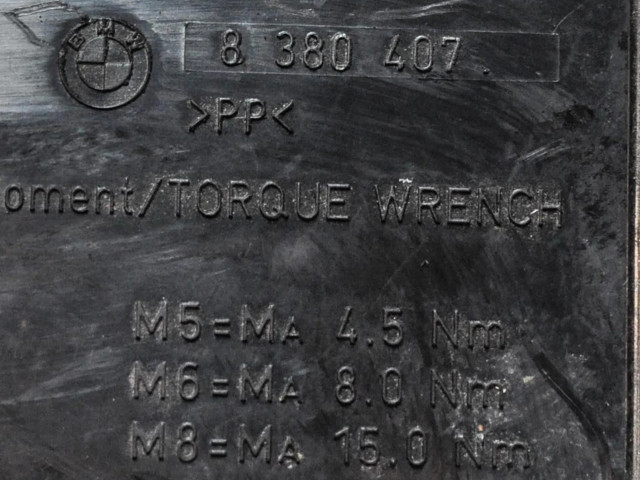 BMW 8 380 407
>PP<
oment/TORQUE WRENCH
M5=MA 4.5 Nm
M6=MA 8.0 Nm
M8=MA 15.0 Nm